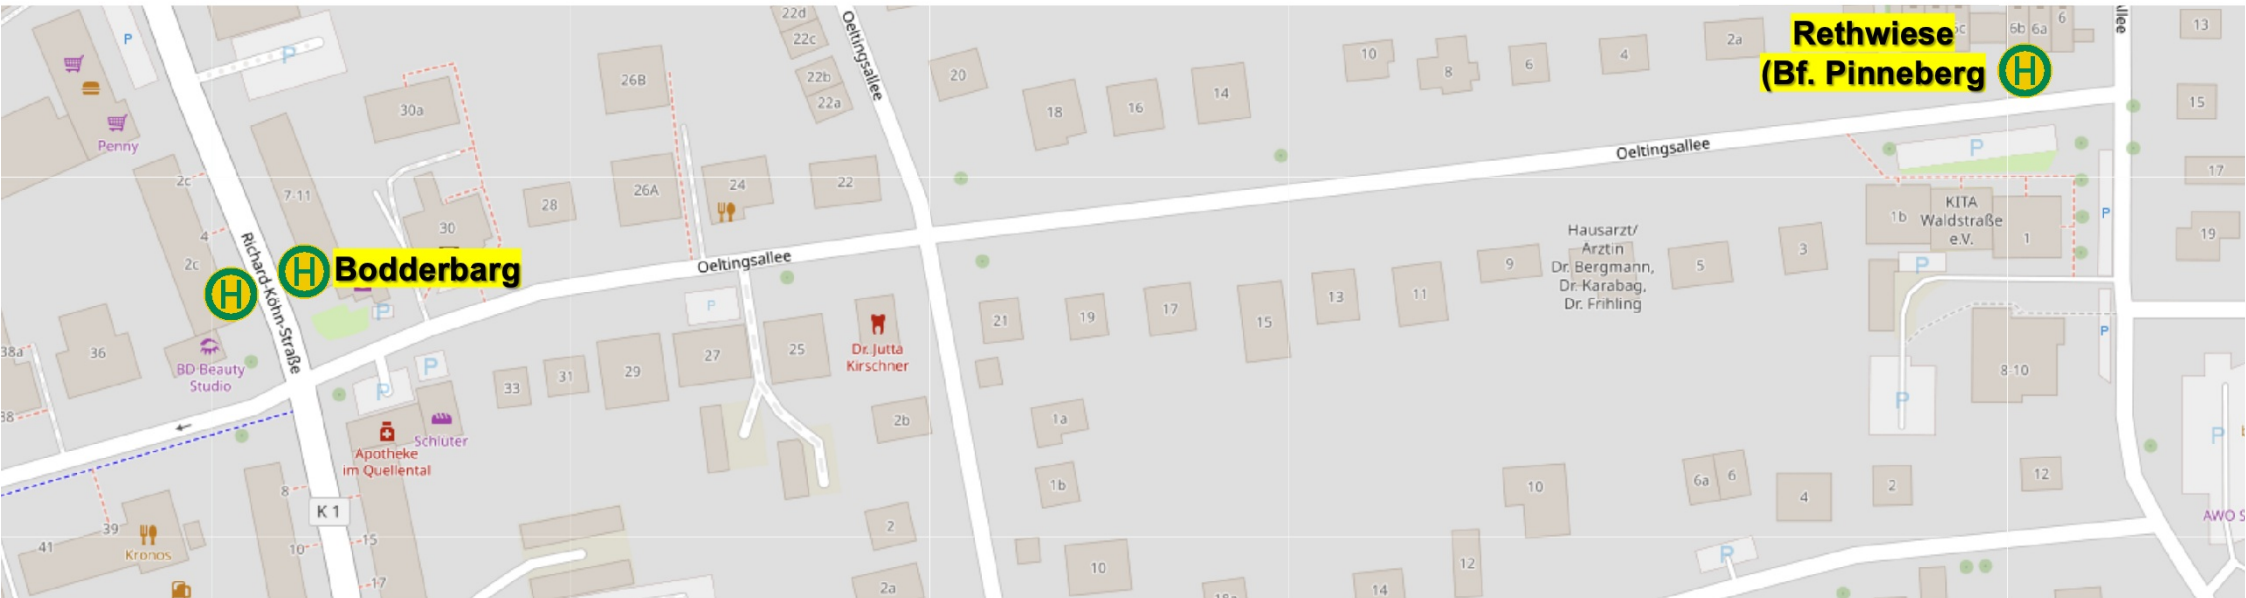 22d
22c
22b
22a
Oeltingsallee
P
P
Penny
30a
26B
20
18
16
14
10
8
6
4
2a
Rethwiese
(Bf. Pinneberg
H
6b
6a
6
13
15
17
19
2c
7-11
4
2c
30
28
26A
24
22
Oeltingsallee
P
KITA
Waldstraße
e.V.
1b
1
P
P
H
H
Bodderbarg
Richard-Köhn-Straße
P
Oeltingsallee
P
Hausarzt/
Arztin
Dr. Bergmann,
Dr. Karabag,
Dr. Frihling
9
5
3
21
19
17
15
13
11
38a
36
BD Beauty
Studio
P
P
33
31
29
27
25
Dr. Jutta
Kirschner
P
8-10
P
P
38
Apotheke
im Quellental
Schluter
2b
1a
1b
8
K 1
39
41
Kronos
10
15
17
2
2a
10
10
12
14
6a
6
4
2
12
P
AWO S